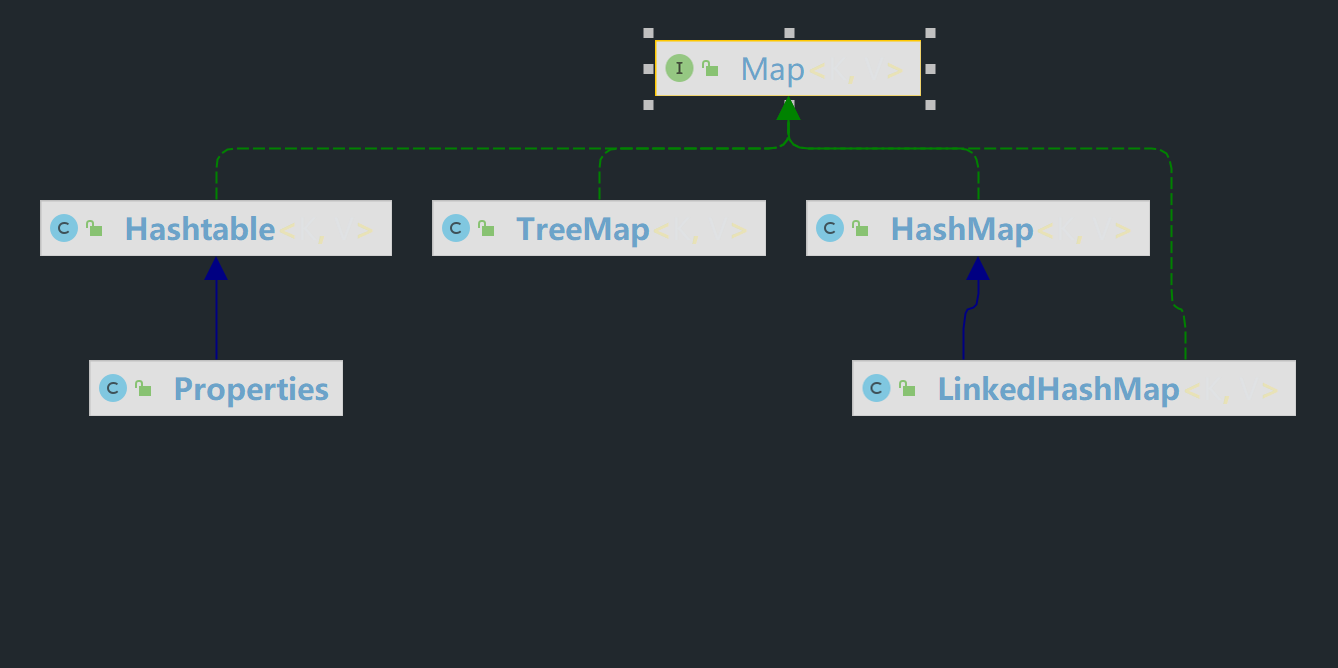 I Map<K, V>
C Hashtable<K, V>
C TreeMap<K, V>
C HashMap<K, V>
C Properties
C LinkedHashMap<K, V>